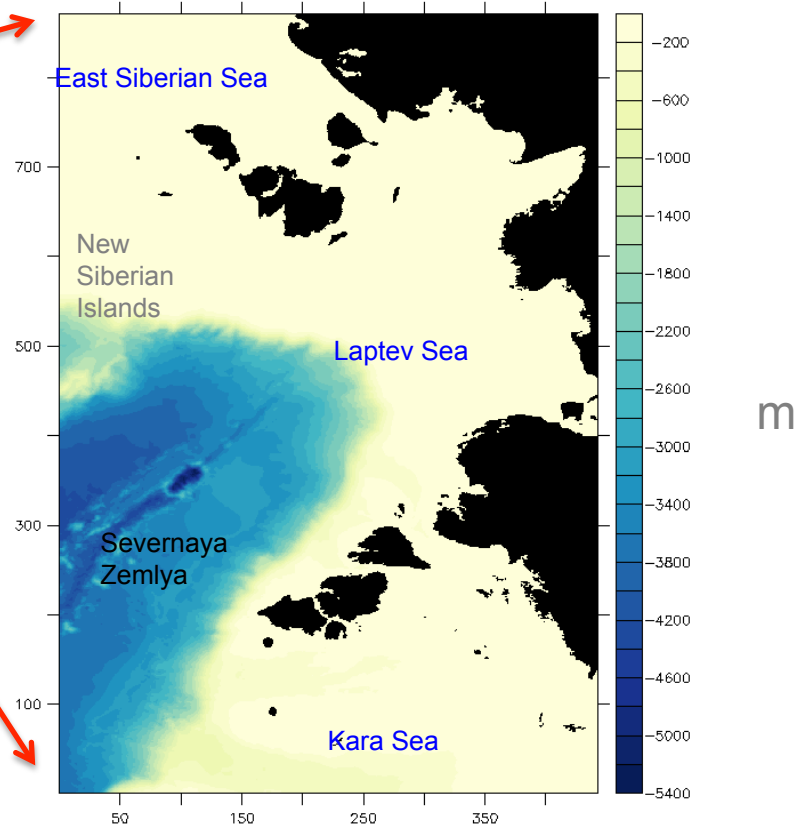 East Siberian Sea
New
Siberian
Islands
Laptev Sea
Severnaya
Zemlya
Kara Sea
700
500
300
100
50
150
250
350
-200
-600
-1000
-1400
-1800
-2200
-2600
-3000
-3400
-3800
-4200
-4600
-5000
-5400
m